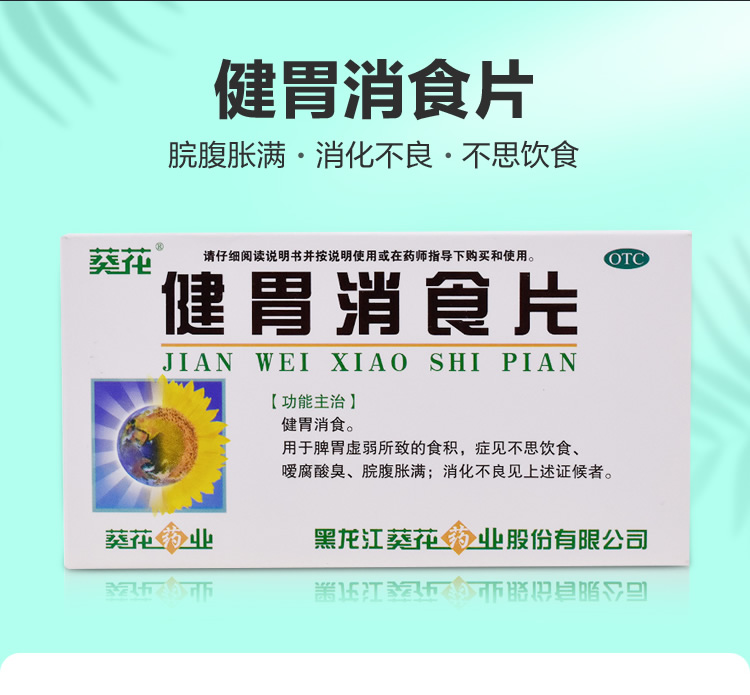 健胃消食片
脘腹胀满·消化不良·不思饮食
葵花®
请仔细阅读说明书并按说明使用或在药师指导下购买和使用。
OTC
健胃消食片
JIAN WEI XIAO SHI PIAN
【功能主治】
健胃消食。
用于脾胃虚弱所致的食积，症见不思饮食、
嗳腐酸臭、脘腹胀满；消化不良见上述证候者。
葵花药业
黑龙江葵花药业股份有限公司